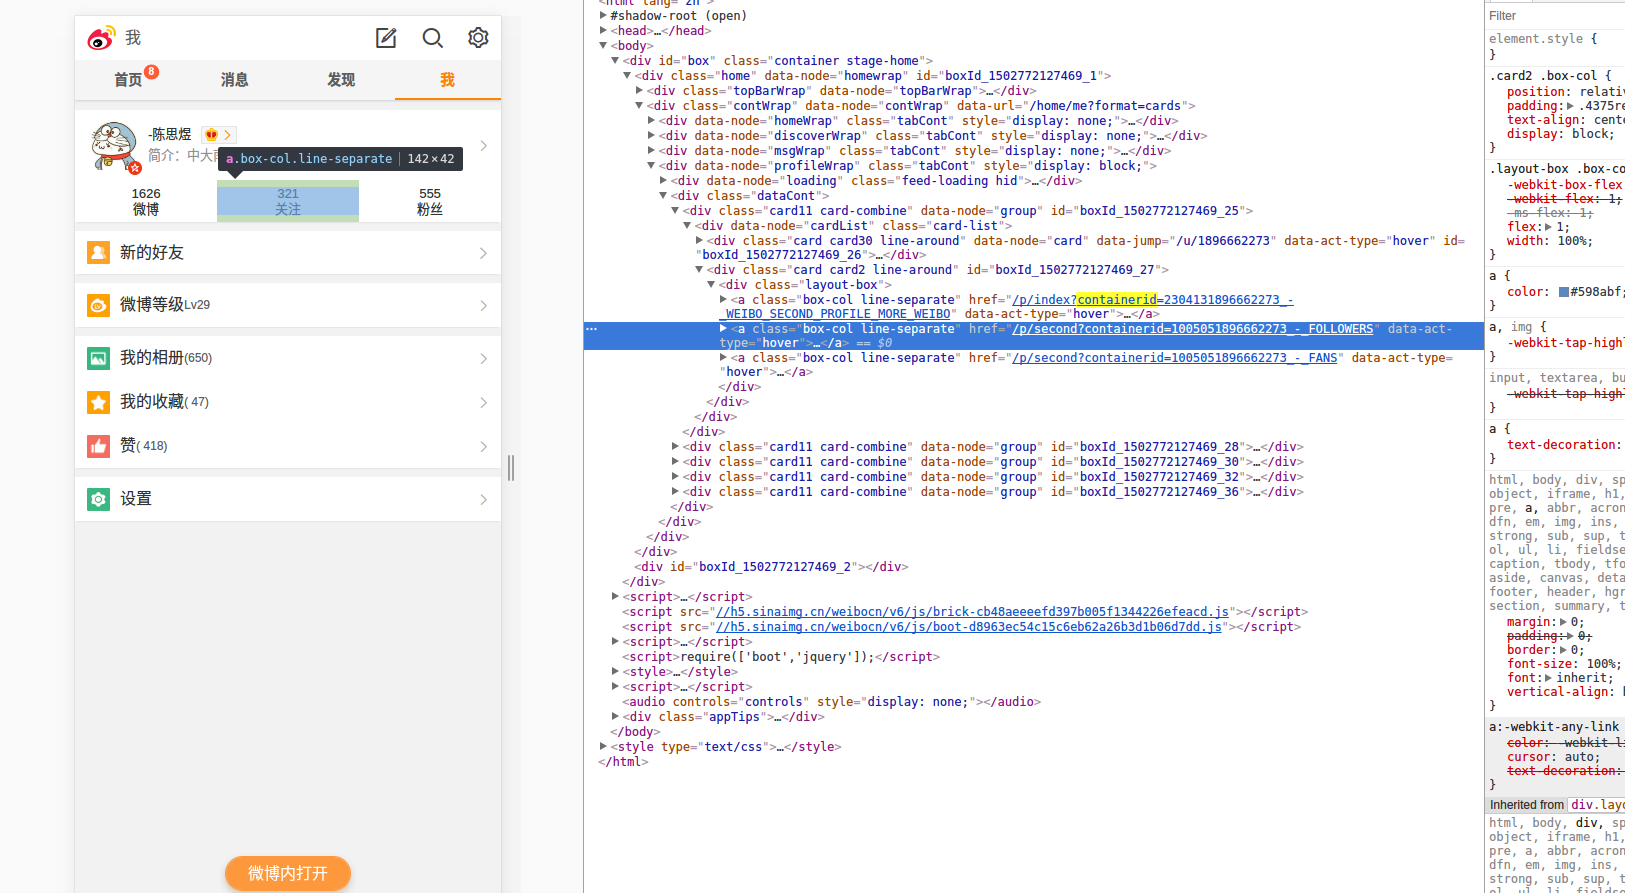 我
首页 8
消息
发现
我
-陈思煜
简介：中大南
a.box-col.line-separate | 142 × 42
1626
微博
321
关注
555
粉丝
新的好友
微博等级Lv29
我的相册(650)
我的收藏( 47)
赞( 418)
设置
微博内打开
<html lang="zh">
▶#shadow-root (open)
▶<head>…</head>
▼<body>
▼<div id="box" class="container stage-home">
▼<div class="home" data-node="homewrap" id="boxId_1502772127469_1">
▶<div class="topBarWrap" data-node="topBarWrap">…</div>
▼<div class="contWrap" data-node="contWrap" data-url="/home/me?format=cards">
▶<div data-node="homeWrap" class="tabCont" style="display: none;">…</div>
▶<div data-node="discoverWrap" class="tabCont" style="display: none;">…</div>
▶<div data-node="msgWrap" class="tabCont" style="display: none;">…</div>
▼<div data-node="profileWrap" class="tabCont" style="display: block;">
▶<div data-node="loading" class="feed-loading hid">…</div>
▼<div class="dataCont">
▼<div class="card11 card-combine" data-node="group" id="boxId_1502772127469_25">
▼<div data-node="cardList" class="card-list">
▶<div class="card card30 line-around" data-node="card" data-jump="/u/1896662273" data-act-type="hover" id=
"boxId_1502772127469_26">…</div>
▼<div class="card card2 line-around" id="boxId_1502772127469_27">
▼<div class="layout-box">
▶<a class="box-col line-separate" href="/p/index?containerid=2304131896662273_-
_WEIBO_SECOND_PROFILE_MORE_WEIBO" data-act-type="hover">…</a>
… ▶<a class="box-col line-separate" href="/p/second?containerid=1005051896662273_-_FOLLOWERS" data-act-
type="hover">…</a> == $0
▶<a class="box-col line-separate" href="/p/second?containerid=1005051896662273_-_FANS" data-act-type=
"hover">…</a>
</div>
</div>
</div>
</div>
▶<div class="card11 card-combine" data-node="group" id="boxId_1502772127469_28">…</div>
▶<div class="card11 card-combine" data-node="group" id="boxId_1502772127469_30">…</div>
▶<div class="card11 card-combine" data-node="group" id="boxId_1502772127469_32">…</div>
▶<div class="card11 card-combine" data-node="group" id="boxId_1502772127469_36">…</div>
</div>
</div>
</div>
</div>
<div id="boxId_1502772127469_2"></div>
</div>
▶<script>…</script>
<script src="//h5.sinaimg.cn/weibocn/v6/js/brick-cb48aeeeefd397b005f1344226efeacd.js"></script>
<script src="//h5.sinaimg.cn/weibocn/v6/js/boot-d8963ec54c15c6eb62a26b3d1b06d7dd.js"></script>
▶<script>…</script>
<script>require(['boot','jquery']);</script>
▶<style>…</style>
▶<script>…</script>
<audio controls="controls" style="display: none;"></audio>
▶<div class="appTips">…</div>
</body>
▶<style type="text/css">…</style>
</html>
Filter
element.style {
}
.card2 .box-col {
position: relativ
padding:▶ .4375re
text-align: cente
display: block;
}
.layout-box .box-co
-webkit-box-flex
-webkit-flex: 1;
-ms-flex: 1;
flex:▶ 1;
width: 100%;
}
a {
color: #598abf;
}
a, img {
-webkit-tap-highl
}
input, textarea, bu
-webkit-tap-highl
}
a {
text-decoration:
}
html, body, div, sp
object, iframe, h1,
pre, a, abbr, acron
dfn, em, img, ins,
strong, sub, sup, t
ol, ul, li, fieldse
caption, tbody, tfo
aside, canvas, deta
footer, header, hgr
section, summary, t
margin:▶ 0;
padding:▶ 0;
border:▶ 0;
font-size: 100%;
font:▶ inherit;
vertical-align:
}
a:-webkit-any-link
color: -webkit-li
cursor: auto;
text-decoration:
}
Inherited from div.layo
html, body, div, sp
object, iframe, h1,
pre, a, abbr, acron
dfn, em, img, ins,
strong, sub, sup, t